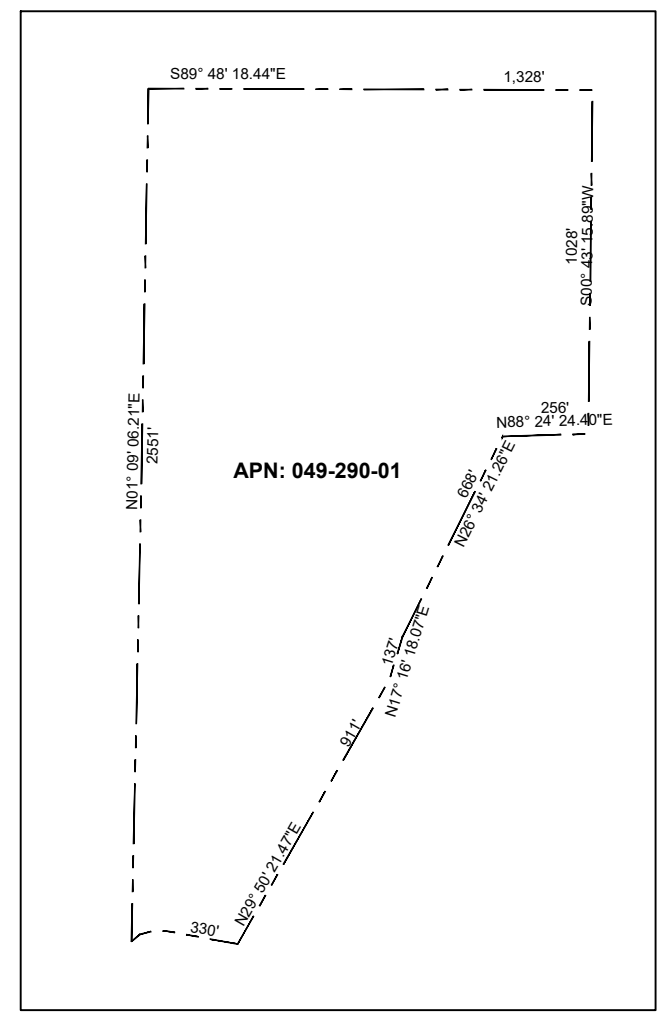 S89° 48' 18.44"E
1,328'
1028'
S00° 43' 15.89"W
256'
N88° 24' 24.40"E
N01° 09' 06.21"E
2551'
APN: 049-290-01
668'
N26° 34' 21.26"E
137'
N17° 16' 18.07"E
911'
N29° 50' 21.47"E
330'